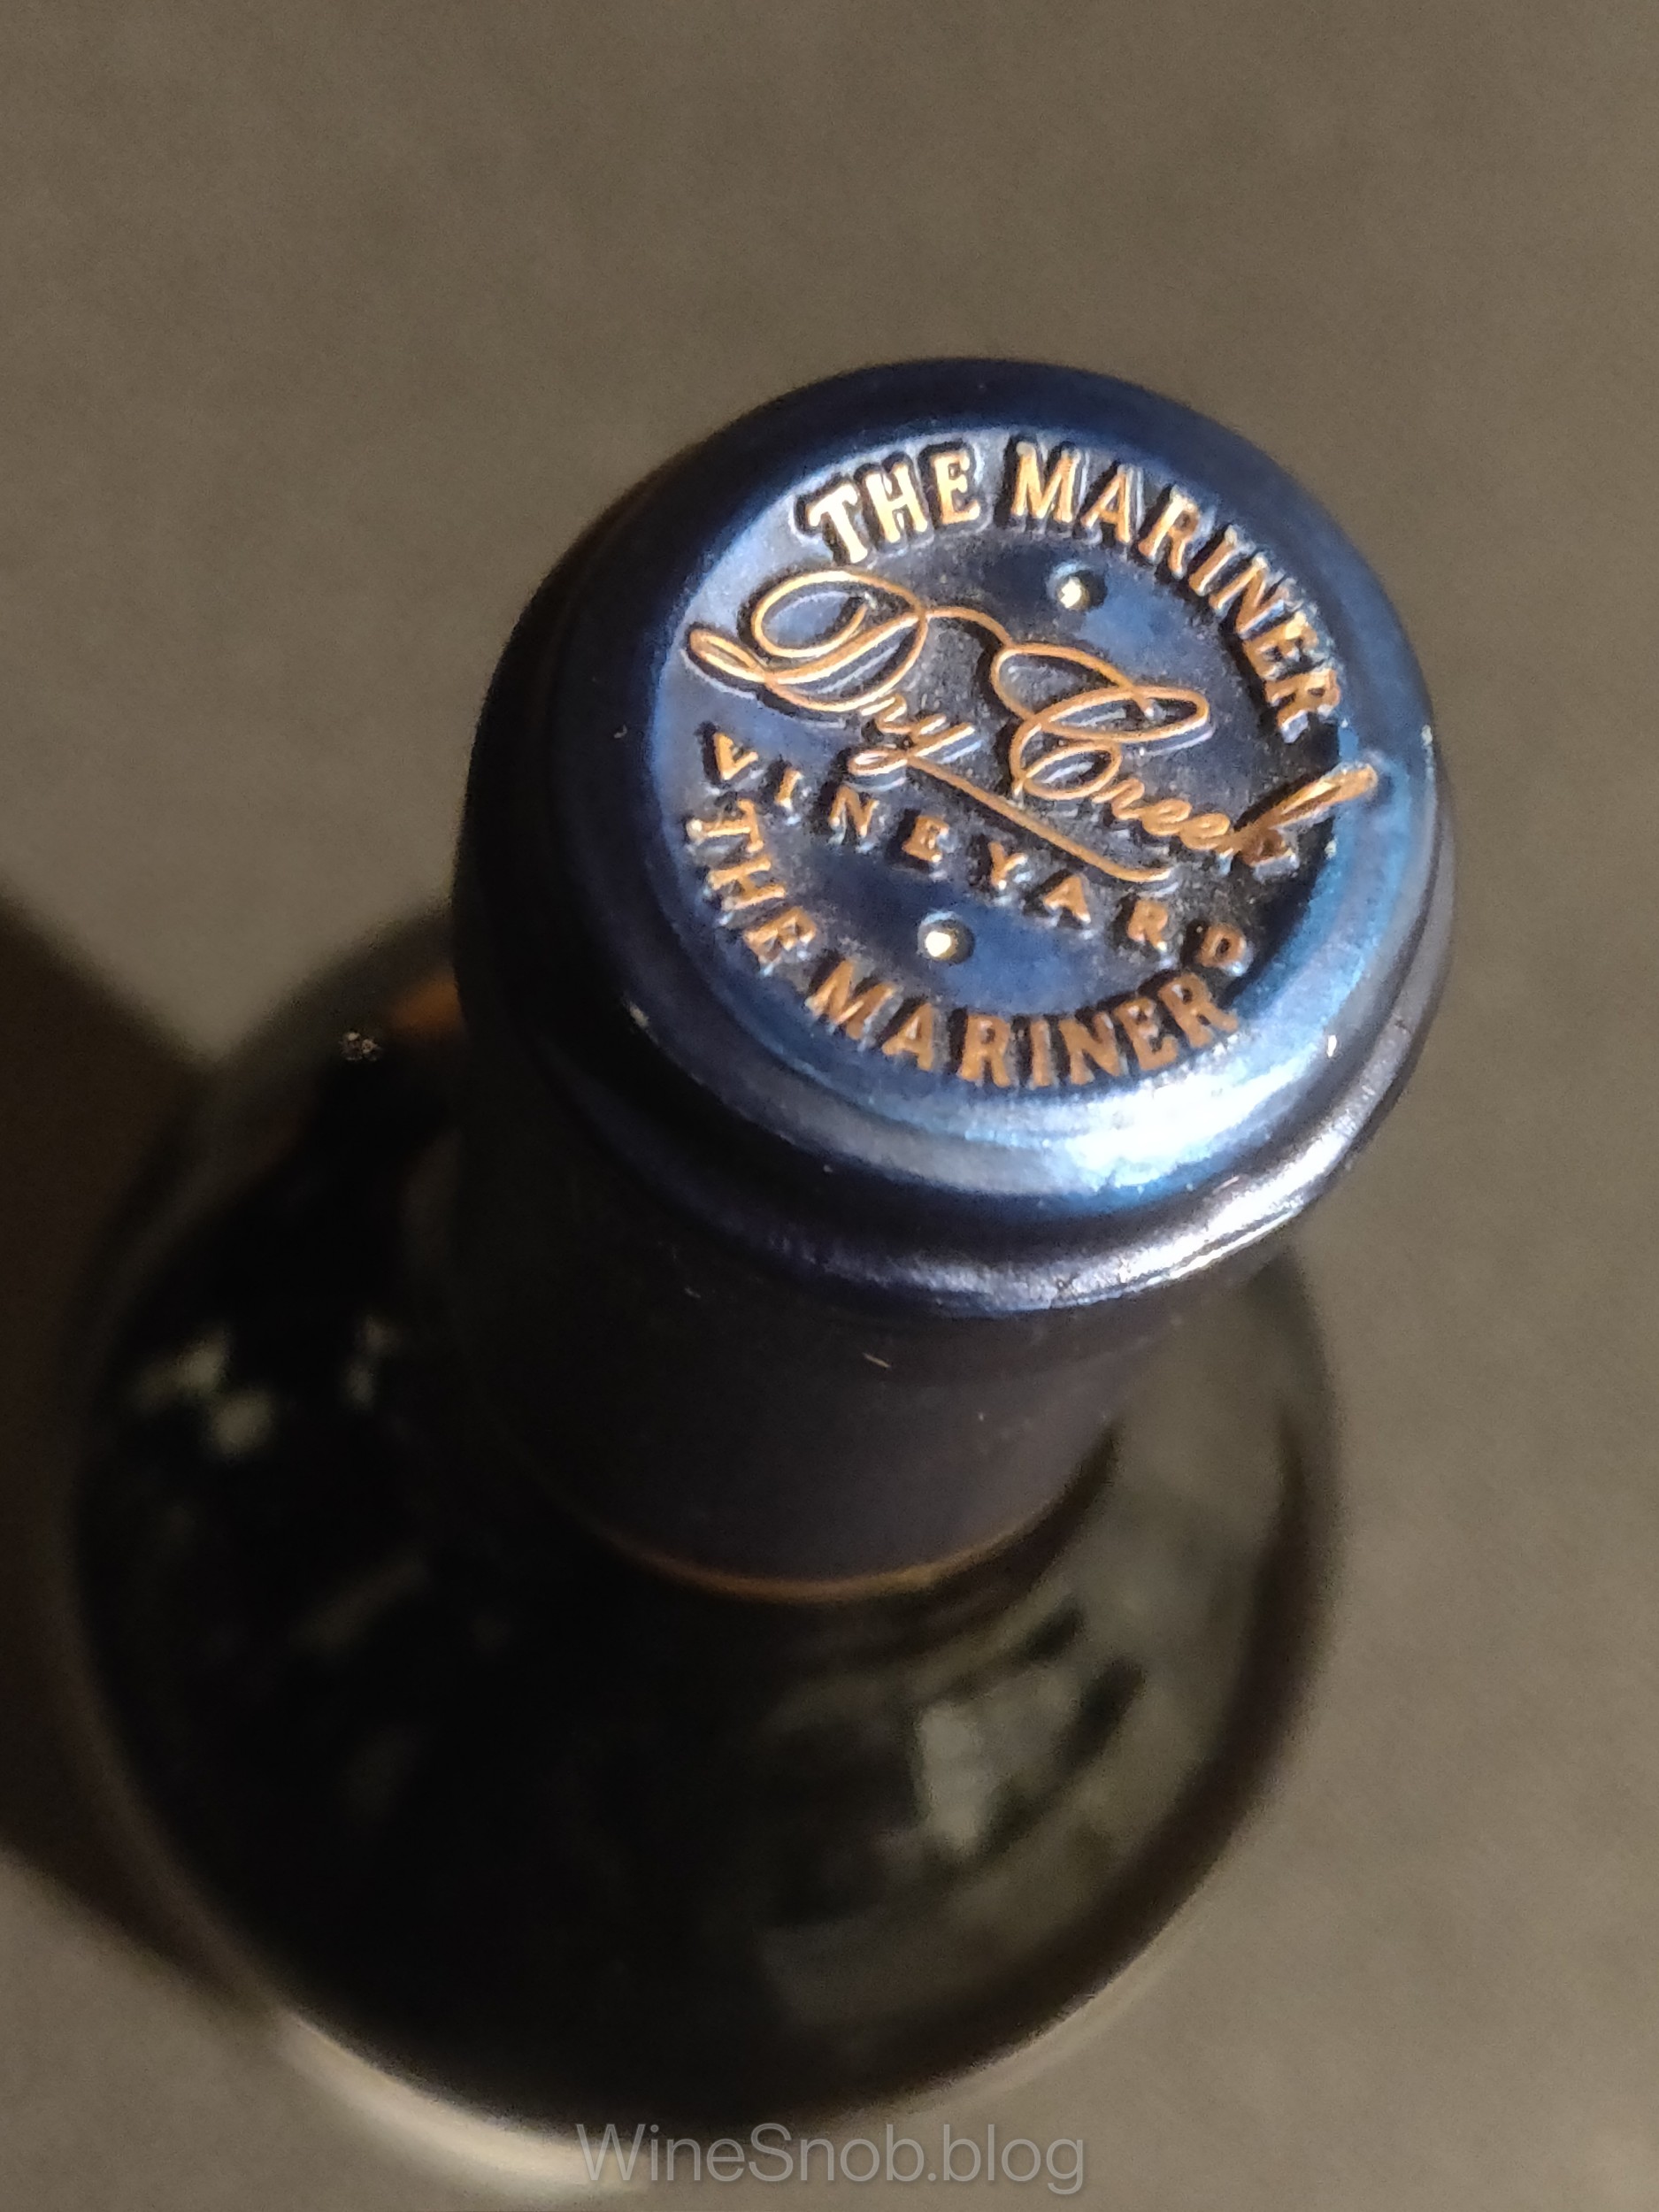 THE MARINER
Dry Creek
VINEYARD
THE MARINER
WineSnob.blog